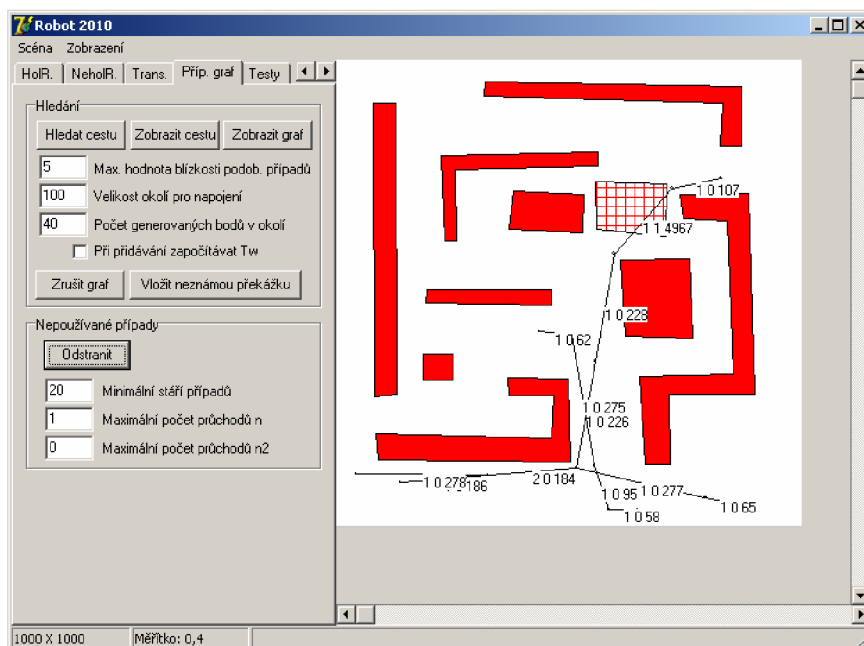 Robot 2010
Scéna Zobrazení
HolR. NeholR. Trans. Příp. graf Testy
Hledání
Hledat cestu Zobrazit cestu Zobrazit graf
5 Max. hodnota blízkosti podob. případů
100 Velikost okolí pro napojení
40 Počet generovaných bodů v okolí
Při přidávání započítávat Tw
Zrušit graf Vložit neznámou překážku
Nepoužívané případy
Odstranit
20 Minimální stáří případů
1 Maximální počet průchodů n
0 Maximální počet průchodů n2
1 0 107
1 1_4967
1 0 228
1 0 62
1 0 275
1 0 226
2 0 184
1 0 278
186
1 0 95
1 0 277
1 0 65
1 0 58
1000 X 1000 Měřítko: 0,4